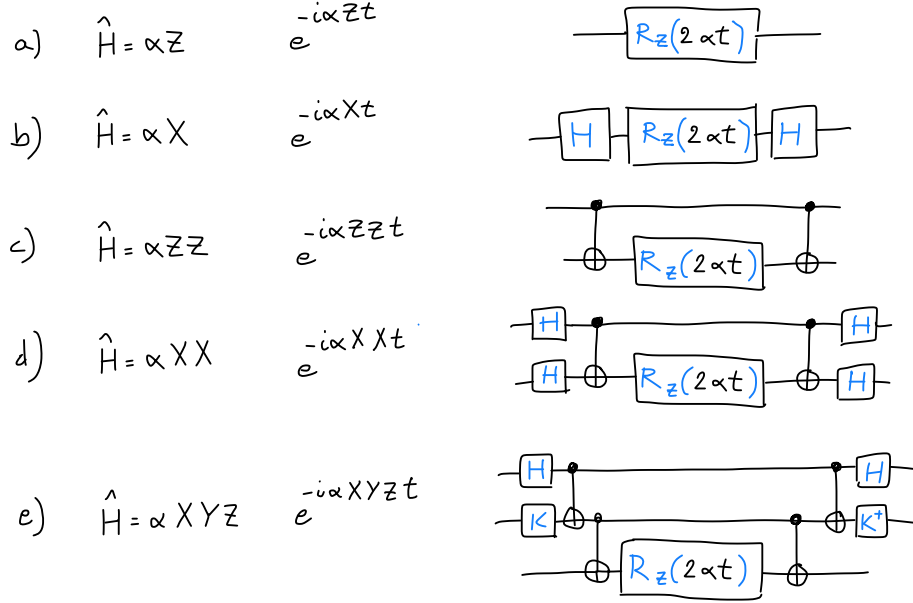 a) Ĥ = αZ e^{-iαZt} R_z(2αt)
b) Ĥ = αX e^{-iαXt} H R_z(2αt) H
c) Ĥ = αZZ e^{-iαZZt} R_z(2αt)
d) Ĥ = αXX e^{-iαXXt} H H
H R_z(2αt) H
e) Ĥ = αXYZ e^{-iαXYZt} H H
K K†
R_z(2αt)